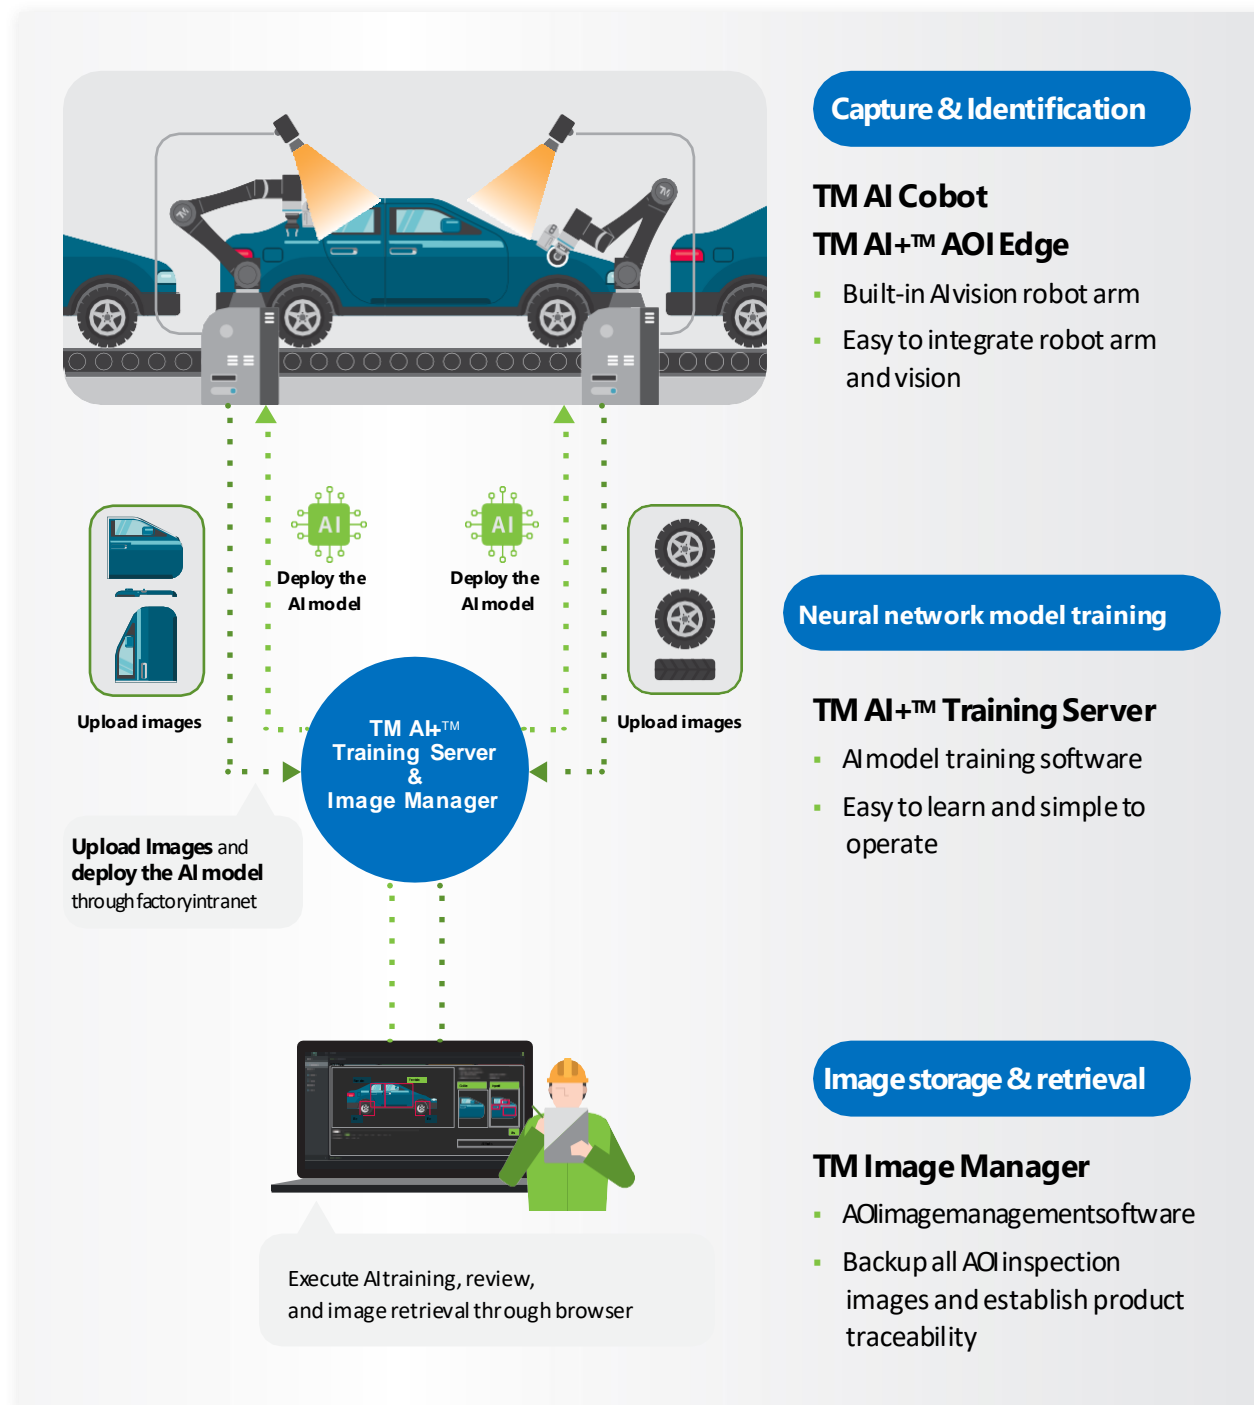 Capture & Identification
TM AI Cobot
TM AI+™ AOI Edge
▪ Built-in AI vision robot arm
▪ Easy to integrate robot arm
and vision
TM
TM
AI
AI
Deploy the
AI model
Deploy the
AI model
Upload images
Upload images
Neural network model training
TM AI+™ Training Server
▪ AI model training software
▪ Easy to learn and simple to
operate
TM AI+™
Training Server
&
Image Manager
Upload Images and
deploy the AI model
through factory intranet
Image storage & retrieval
TM Image Manager
▪ AOI image management software
▪ Backup all AOI inspection
images and establish product
traceability
Execute AI training, review,
and image retrieval through browser